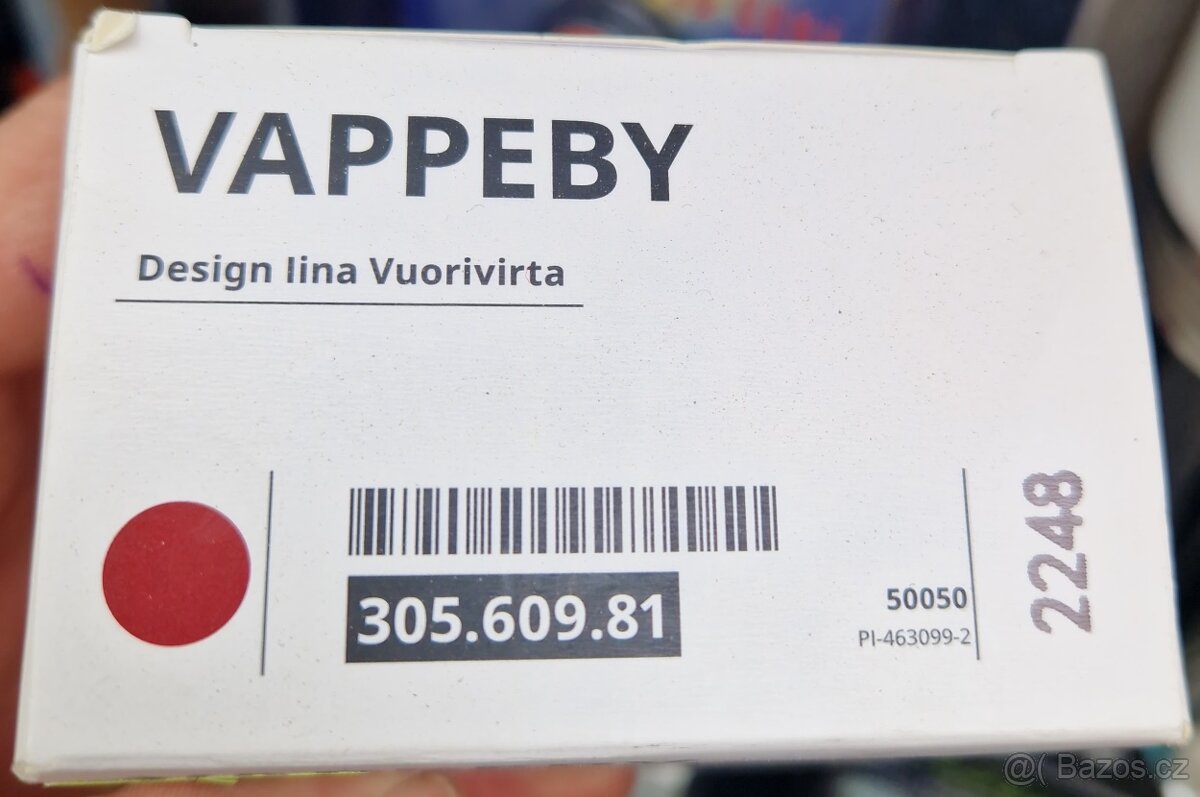 VAPPEBY
Design Iina Vuorivirta
305.609.81
50050
PI-463099-2
2248
@( Bazos.cz